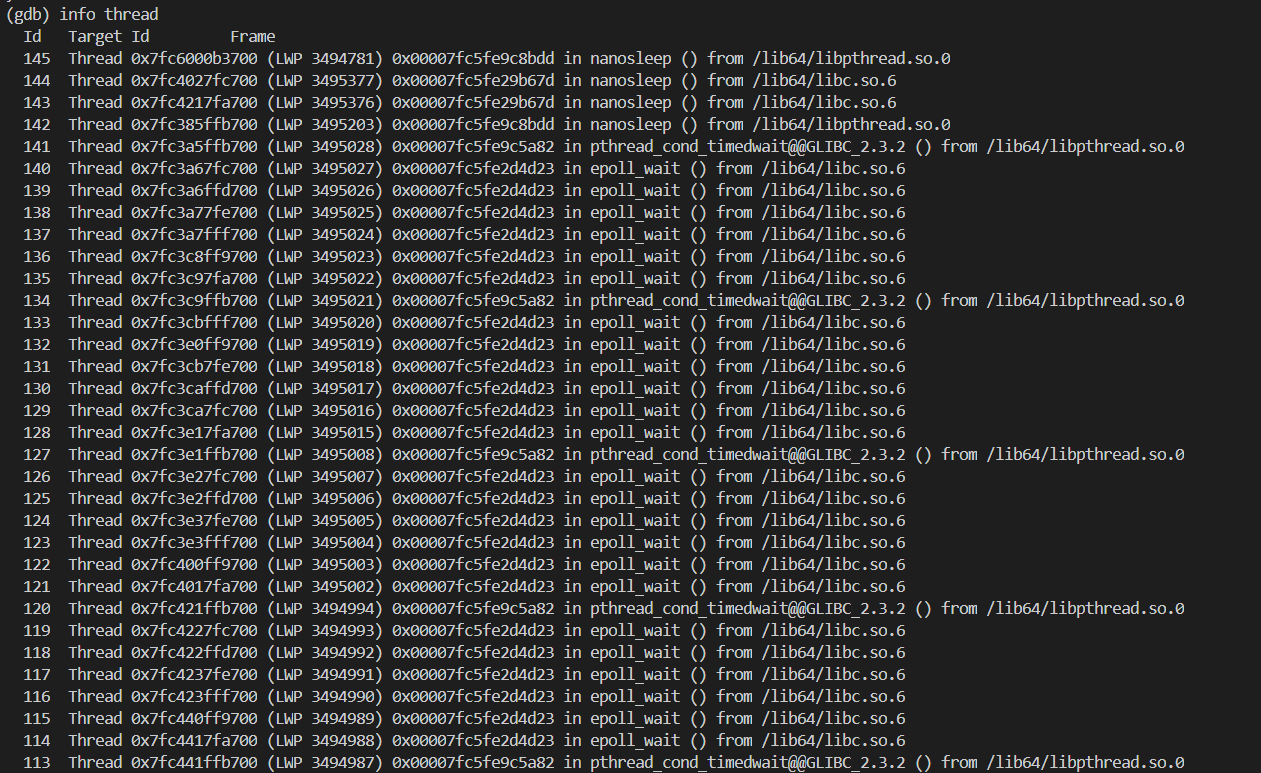 (gdb) info thread
Id Target Id Frame
145 Thread 0x7fc6000b3700 (LWP 3494781) 0x00007fc5fe9c8bdd in nanosleep () from /lib64/libpthread.so.0
144 Thread 0x7fc4027fc700 (LWP 3495377) 0x00007fc5fe29b67d in nanosleep () from /lib64/libc.so.6
143 Thread 0x7fc4217fa700 (LWP 3495376) 0x00007fc5fe29b67d in nanosleep () from /lib64/libc.so.6
142 Thread 0x7fc385ffb700 (LWP 3495203) 0x00007fc5fe9c8bdd in nanosleep () from /lib64/libpthread.so.0
141 Thread 0x7fc3a5ffb700 (LWP 3495028) 0x00007fc5fe9c5a82 in pthread_cond_timedwait@@GLIBC_2.3.2 () from /lib64/libpthread.so.0
140 Thread 0x7fc3a67fc700 (LWP 3495027) 0x00007fc5fe2d4d23 in epoll_wait () from /lib64/libc.so.6
139 Thread 0x7fc3a6ffd700 (LWP 3495026) 0x00007fc5fe2d4d23 in epoll_wait () from /lib64/libc.so.6
138 Thread 0x7fc3a77fe700 (LWP 3495025) 0x00007fc5fe2d4d23 in epoll_wait () from /lib64/libc.so.6
137 Thread 0x7fc3a7fff700 (LWP 3495024) 0x00007fc5fe2d4d23 in epoll_wait () from /lib64/libc.so.6
136 Thread 0x7fc3c8ff9700 (LWP 3495023) 0x00007fc5fe2d4d23 in epoll_wait () from /lib64/libc.so.6
135 Thread 0x7fc3c97fa700 (LWP 3495022) 0x00007fc5fe2d4d23 in epoll_wait () from /lib64/libc.so.6
134 Thread 0x7fc3c9ffb700 (LWP 3495021) 0x00007fc5fe9c5a82 in pthread_cond_timedwait@@GLIBC_2.3.2 () from /lib64/libpthread.so.0
133 Thread 0x7fc3cbfff700 (LWP 3495020) 0x00007fc5fe2d4d23 in epoll_wait () from /lib64/libc.so.6
132 Thread 0x7fc3e0ff9700 (LWP 3495019) 0x00007fc5fe2d4d23 in epoll_wait () from /lib64/libc.so.6
131 Thread 0x7fc3cb7fe700 (LWP 3495018) 0x00007fc5fe2d4d23 in epoll_wait () from /lib64/libc.so.6
130 Thread 0x7fc3caffd700 (LWP 3495017) 0x00007fc5fe2d4d23 in epoll_wait () from /lib64/libc.so.6
129 Thread 0x7fc3ca7fc700 (LWP 3495016) 0x00007fc5fe2d4d23 in epoll_wait () from /lib64/libc.so.6
128 Thread 0x7fc3e17fa700 (LWP 3495015) 0x00007fc5fe2d4d23 in epoll_wait () from /lib64/libc.so.6
127 Thread 0x7fc3e1ffb700 (LWP 3495008) 0x00007fc5fe9c5a82 in pthread_cond_timedwait@@GLIBC_2.3.2 () from /lib64/libpthread.so.0
126 Thread 0x7fc3e27fc700 (LWP 3495007) 0x00007fc5fe2d4d23 in epoll_wait () from /lib64/libc.so.6
125 Thread 0x7fc3e2ffd700 (LWP 3495006) 0x00007fc5fe2d4d23 in epoll_wait () from /lib64/libc.so.6
124 Thread 0x7fc3e37fe700 (LWP 3495005) 0x00007fc5fe2d4d23 in epoll_wait () from /lib64/libc.so.6
123 Thread 0x7fc3e3fff700 (LWP 3495004) 0x00007fc5fe2d4d23 in epoll_wait () from /lib64/libc.so.6
122 Thread 0x7fc400ff9700 (LWP 3495003) 0x00007fc5fe2d4d23 in epoll_wait () from /lib64/libc.so.6
121 Thread 0x7fc4017fa700 (LWP 3495002) 0x00007fc5fe2d4d23 in epoll_wait () from /lib64/libc.so.6
120 Thread 0x7fc421ffb700 (LWP 3494994) 0x00007fc5fe9c5a82 in pthread_cond_timedwait@@GLIBC_2.3.2 () from /lib64/libpthread.so.0
119 Thread 0x7fc4227fc700 (LWP 3494993) 0x00007fc5fe2d4d23 in epoll_wait () from /lib64/libc.so.6
118 Thread 0x7fc422ffd700 (LWP 3494992) 0x00007fc5fe2d4d23 in epoll_wait () from /lib64/libc.so.6
117 Thread 0x7fc4237fe700 (LWP 3494991) 0x00007fc5fe2d4d23 in epoll_wait () from /lib64/libc.so.6
116 Thread 0x7fc423fff700 (LWP 3494990) 0x00007fc5fe2d4d23 in epoll_wait () from /lib64/libc.so.6
115 Thread 0x7fc440ff9700 (LWP 3494989) 0x00007fc5fe2d4d23 in epoll_wait () from /lib64/libc.so.6
114 Thread 0x7fc4417fa700 (LWP 3494988) 0x00007fc5fe2d4d23 in epoll_wait () from /lib64/libc.so.6
113 Thread 0x7fc441ffb700 (LWP 3494987) 0x00007fc5fe9c5a82 in pthread_cond_timedwait@@GLIBC_2.3.2 () from /lib64/libpthread.so.0